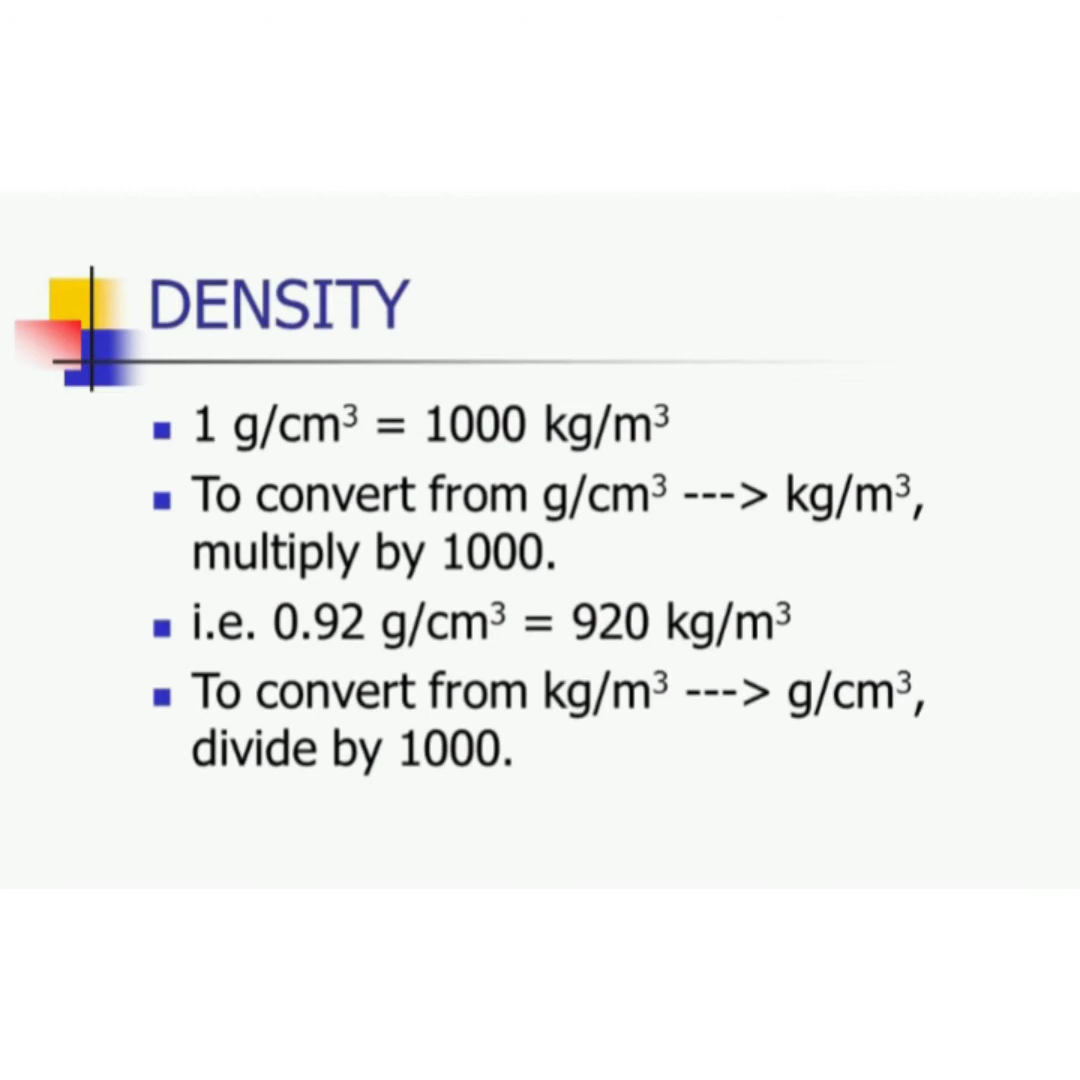 DENSITY
1 g/cm³ = 1000 kg/m³
To convert from g/cm³ ---> kg/m³,
multiply by 1000.
i.e. 0.92 g/cm³ = 920 kg/m³
To convert from kg/m³ ---> g/cm³,
divide by 1000.